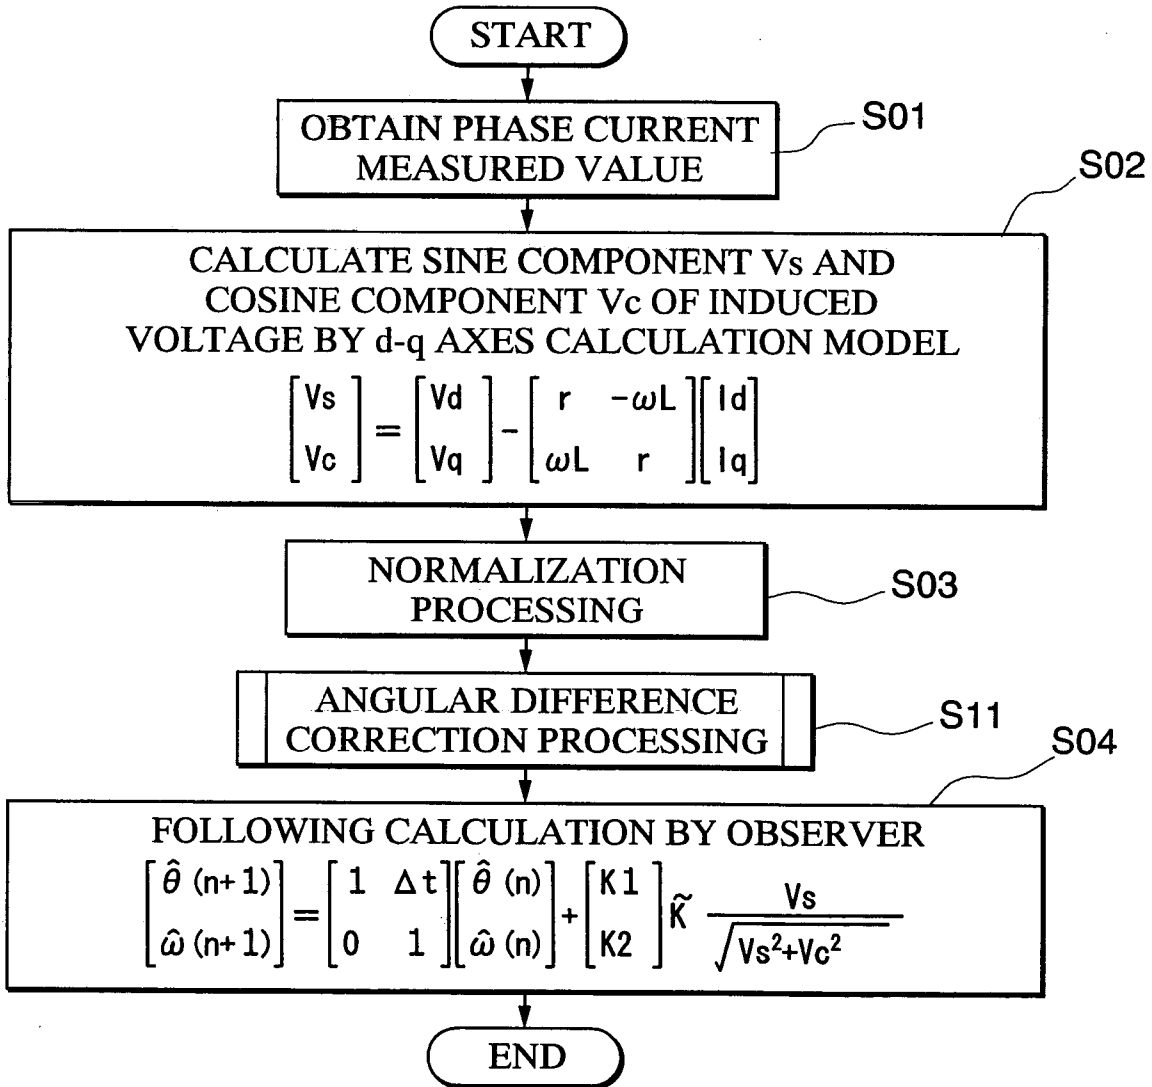 START
OBTAIN PHASE CURRENT
MEASURED VALUE
S01
S02
CALCULATE SINE COMPONENT Vs AND
COSINE COMPONENT Vc OF INDUCED
VOLTAGE BY d-q AXES CALCULATION MODEL
[Vs Vc] = [Vd Vq] - [r -ωL ωL r] [Id Iq]
NORMALIZATION
PROCESSING
S03
ANGULAR DIFFERENCE
CORRECTION PROCESSING
S11
S04
FOLLOWING CALCULATION BY OBSERVER
[θ̂ (n+1) ω̂ (n+1)] = [1 Δt 0 1] [θ̂ (n) ω̂ (n)] + [K1 K2] K̃ Vs / √Vs²+Vc²
END